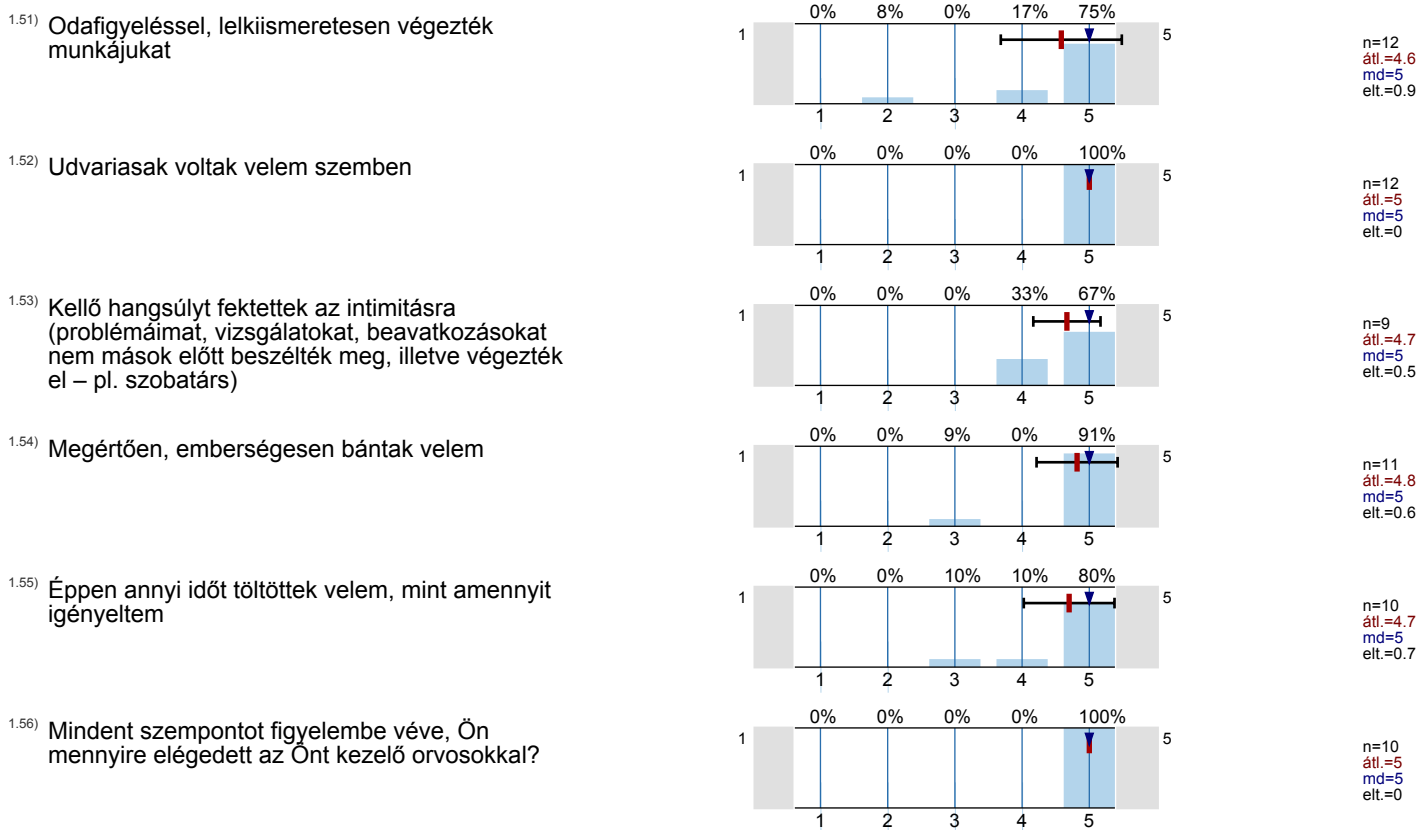 1.51) Odafigyeléssel, lelkiismeretesen végezték
munkájukat
0% 8% 0% 17% 75%
1 5
1 2 3 4 5
n=12
átl.=4.6
md=5
elt.=0.9
1.52) Udvariasak voltak velem szemben
0% 0% 0% 0% 100%
1 5
1 2 3 4 5
n=12
átl.=5
md=5
elt.=0
1.53) Kellő hangsúlyt fektettek az intimitásra
(problémáimat, vizsgálatokat, beavatkozásokat
nem mások előtt beszélték meg, illetve végezték
el – pl. szobatárs)
0% 0% 0% 33% 67%
1 5
1 2 3 4 5
n=9
átl.=4.7
md=5
elt.=0.5
1.54) Megértően, emberségesen bántak velem
0% 0% 9% 0% 91%
1 5
1 2 3 4 5
n=11
átl.=4.8
md=5
elt.=0.6
1.55) Éppen annyi időt töltöttek velem, mint amennyit
igényeltem
0% 0% 10% 10% 80%
1 5
1 2 3 4 5
n=10
átl.=4.7
md=5
elt.=0.7
1.56) Mindent szempontot figyelembe véve, Ön
mennyire elégedett az Önt kezelő orvosokkal?
0% 0% 0% 0% 100%
1 5
1 2 3 4 5
n=10
átl.=5
md=5
elt.=0